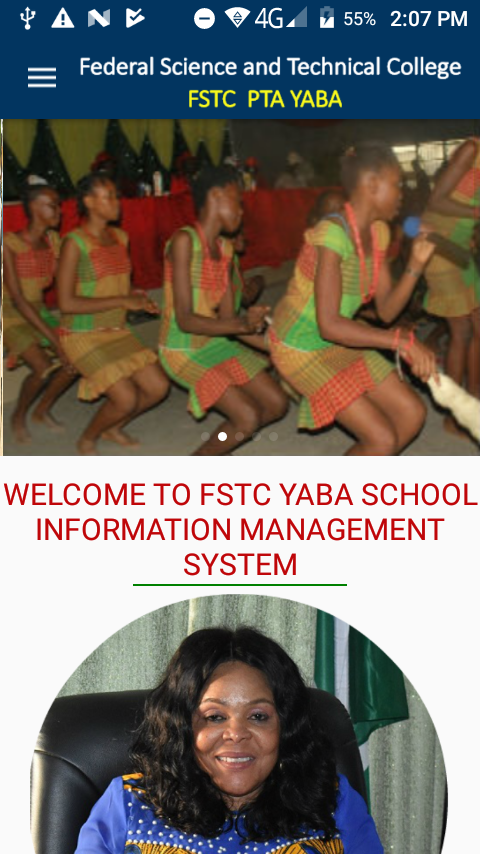 4G 55% 2:07 PM
Federal Science and Technical College
FSTC PTA YABA
WELCOME TO FSTC YABA SCHOOL
INFORMATION MANAGEMENT
SYSTEM